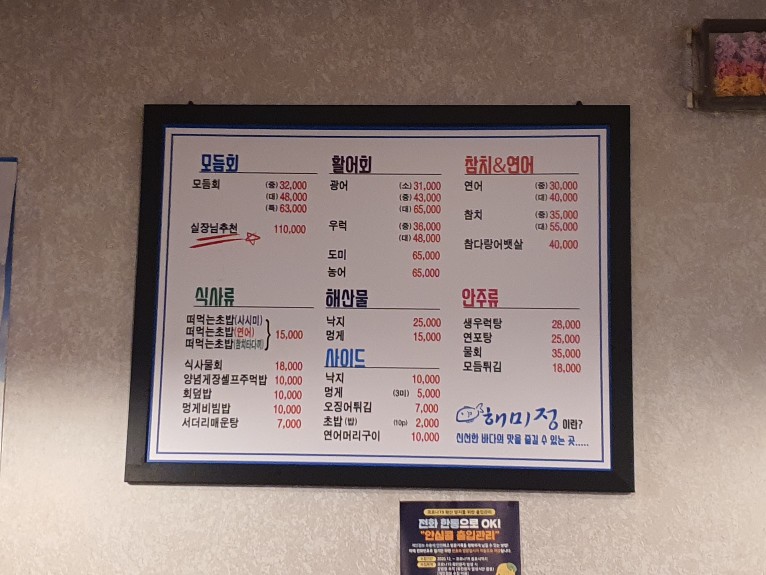 모듬회
모듬회 (중) 32,000
(대) 48,000
(특) 63,000
실장님추천 110,000
활어회
광어 (소) 31,000
(중) 43,000
(대) 65,000
우럭 (중) 36,000
(대) 48,000
도미 65,000
농어 65,000
참치&연어
연어 (중) 30,000
(대) 40,000
참치 (중) 35,000
(대) 55,000
참다랑어뱃살 40,000
식사류
떠먹는초밥(사시미)
떠먹는초밥(연어) 15,000
떠먹는초밥(참치타다끼)
식사물회 18,000
양념게장셀프주먹밥 10,000
회덮밥 10,000
멍게비빔밥 10,000
서더리매운탕 7,000
해산물
낙지 25,000
멍게 15,000
사이드
낙지 10,000
멍게 (3미) 5,000
오징어튀김 7,000
초밥(밥) (10p) 2,000
연어머리구이 10,000
안주류
생우럭탕 28,000
연포탕 25,000
물회 35,000
모듬튀김 18,000
해미정이란?
신선한 바다의 맛을 즐길 수 있는 곳.....
전화 한통으로 OK!
"안심콜 출입관리"